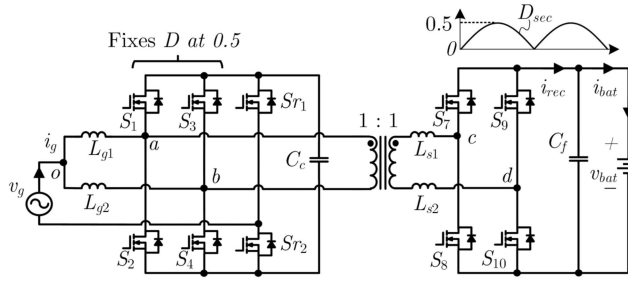 Fixes D at 0.5
0.5
0
D_sec
S_1
S_3
Sr_1
1 : 1
S_7
S_9
i_rec
i_bat
i_g
L_g1
a
L_s1
c
o
C_c
C_f
L_g2
b
L_s2
d
v_g
+
v_bat
−
S_2
S_4
Sr_2
S_8
S_10